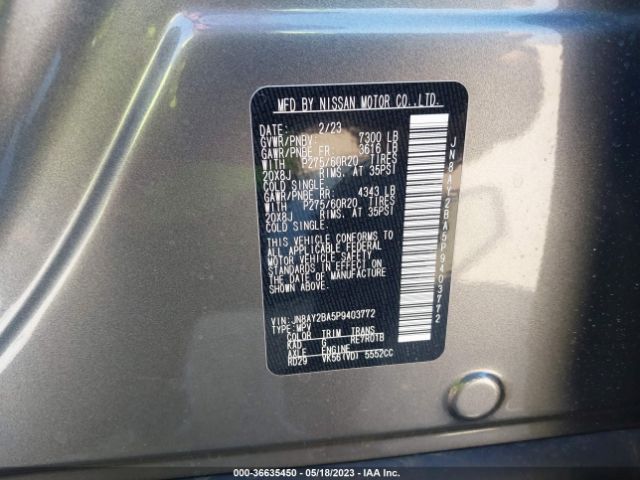 MFD BY NISSAN MOTOR CO.,LTD.
DATE: 2/23
GVWR/PNBV: 7300 LB
GAWR/PNBE FR: 3616 LB
WITH P275/60R20 TIRES
20X8J RIMS. AT 35PSI
COLD SINGLE.
GAWR/PNBE RR: 4343 LB
WITH P275/60R20 TIRES
20X8J RIMS. AT 35PSI
COLD SINGLE.
THIS VEHICLE CONFORMS TO
ALL APPLICABLE FEDERAL
MOTOR VEHICLE SAFETY
STANDARDS IN EFFECT ON
THE DATE OF MANUFACTURE
SHOWN ABOVE.
VIN: JN8AY2BA5P9403772
TYPE: MPV
COLOR TRIM TRANS
KAD G RE7R01B
AXLE ENGINE
RD29 VK56(VD) 5552CC
JN8AY2BA5P9403772
000-36635450 - 05/18/2023 - IAA Inc.